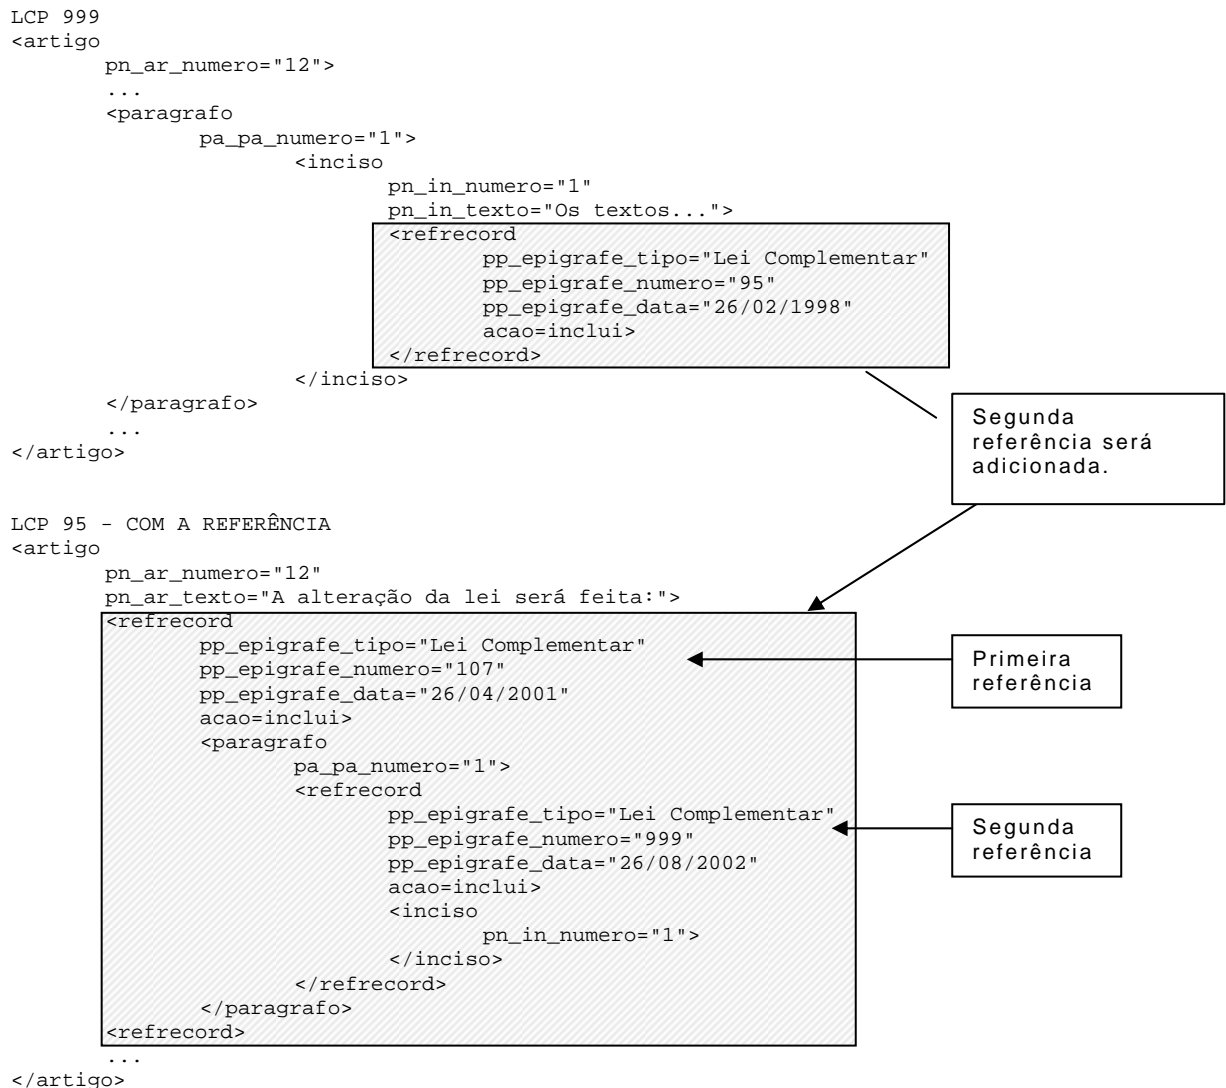 LCP 999
<artigo
pn_ar_numero="12">
...
<paragrafo
pa_pa_numero="1">
<inciso
pn_in_numero="1"
pn_in_texto="Os textos...">
<refrecord
pp_epigrafe_tipo="Lei Complementar"
pp_epigrafe_numero="95"
pp_epigrafe_data="26/02/1998"
acao=inclui>
</refrecord>
</inciso>
</paragrafo>
...
</artigo>
Segunda
referência será
adicionada.
LCP 95 - COM A REFERÊNCIA
<artigo
pn_ar_numero="12"
pn_ar_texto="A alteração da lei será feita:">
<refrecord
pp_epigrafe_tipo="Lei Complementar"
pp_epigrafe_numero="107"
pp_epigrafe_data="26/04/2001"
acao=inclui>
<paragrafo
pa_pa_numero="1">
<refrecord
pp_epigrafe_tipo="Lei Complementar"
pp_epigrafe_numero="999"
pp_epigrafe_data="26/08/2002"
acao=inclui>
<inciso
pn_in_numero="1">
</inciso>
</refrecord>
</paragrafo>
<refrecord>
...
</artigo>
Primeira
referência
Segunda
referência